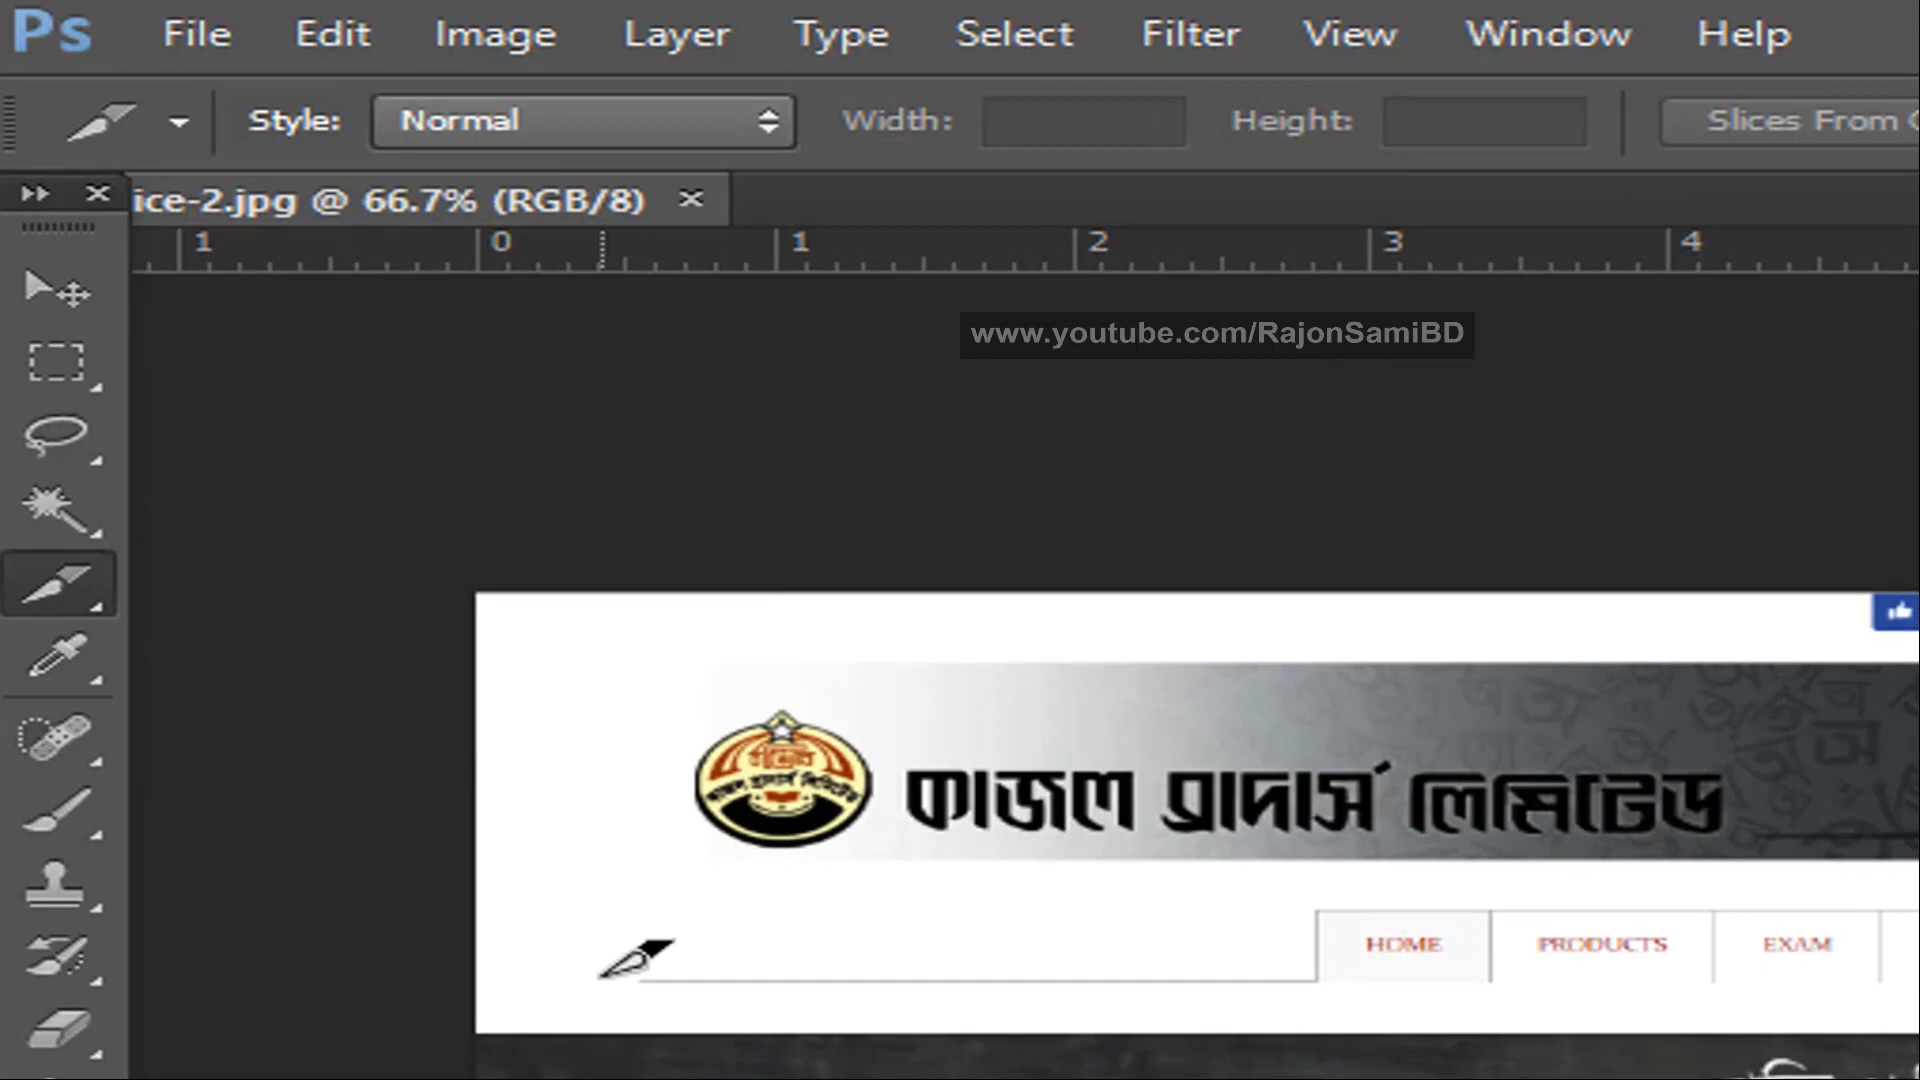 Ps File Edit Image Layer Type Select Filter View Window Help
Style: Normal Width: Height: Slices From
ice-2.jpg @ 66.7% (RGB/8)
1 0 1 2 3 4
www.youtube.com/RajonSamiBD
কাজল ব্রাদার্স লিমিটেড
HOME PRODUCTS EXAM